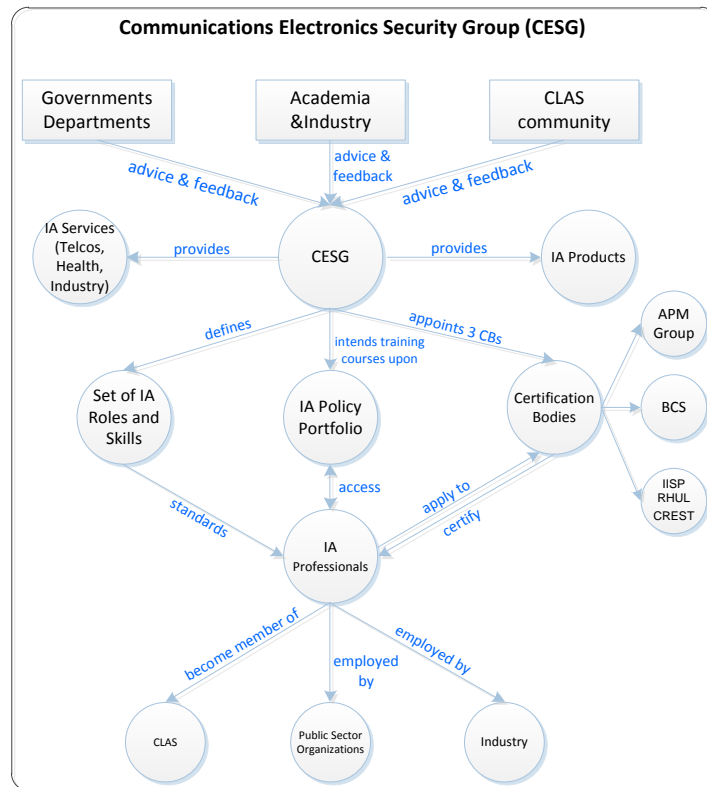 Communications Electronics Security Group (CESG)
Governments
Departments
Academia
&Industry
CLAS
community
advice & feedback
advice &
feedback
advice & feedback
IA Services
(Telcos,
Health,
Industry)
provides
CESG
provides
IA Products
defines
intends training
courses upon
appoints 3 CBs
APM
Group
Set of IA
Roles and
Skills
IA Policy
Portfolio
Certification
Bodies
BCS
IISP
RHUL
CREST
standards
access
apply to
certify
IA
Professionals
become member of
employed
by
employed by
CLAS
Public Sector
Organizations
Industry